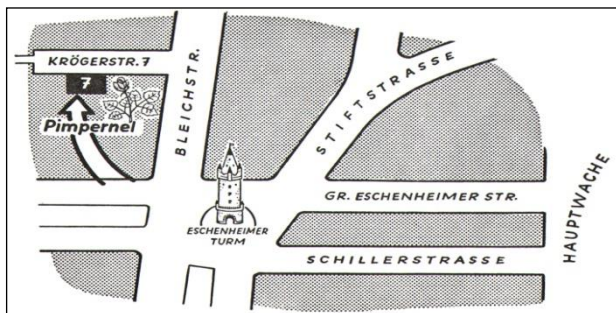 KRÖGERSTR. 7
7
Pimpernel
BLEICHSTR.
STIFTSTRASSE
ESCHENHEIMER
TURM
GR. ESCHENHEIMER STR.
SCHILLERSTRASSE
HAUPTWACHE